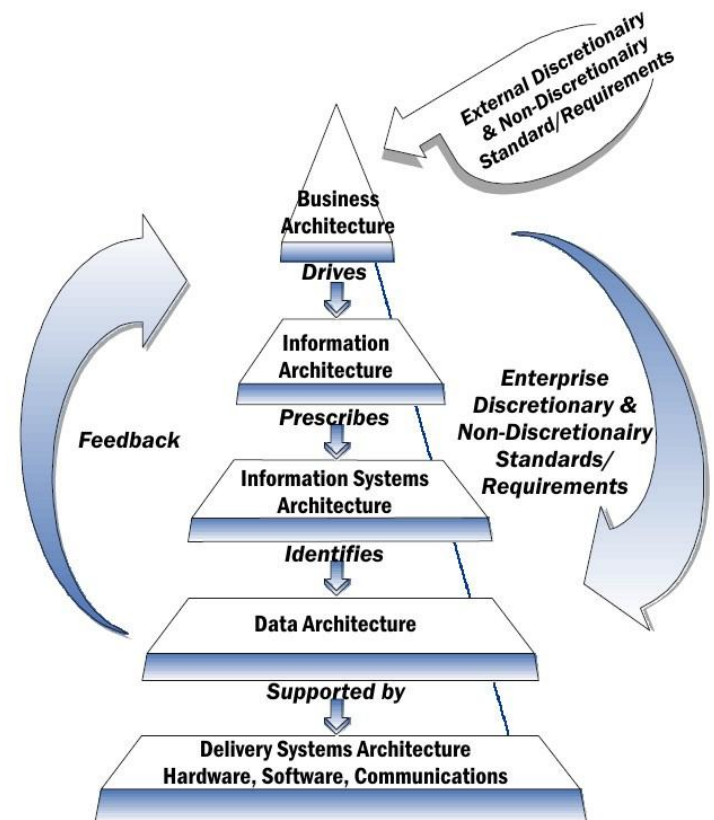 External Discretionairy
& Non-Discretionairy
Standard/Requirements
Business
Architecture
Drives
Information
Architecture
Prescribes
Enterprise
Discretionary &
Non-Discretionairy
Standards/
Requirements
Feedback
Information Systems
Architecture
Identifies
Data Architecture
Supported by
Delivery Systems Architecture
Hardware, Software, Communications